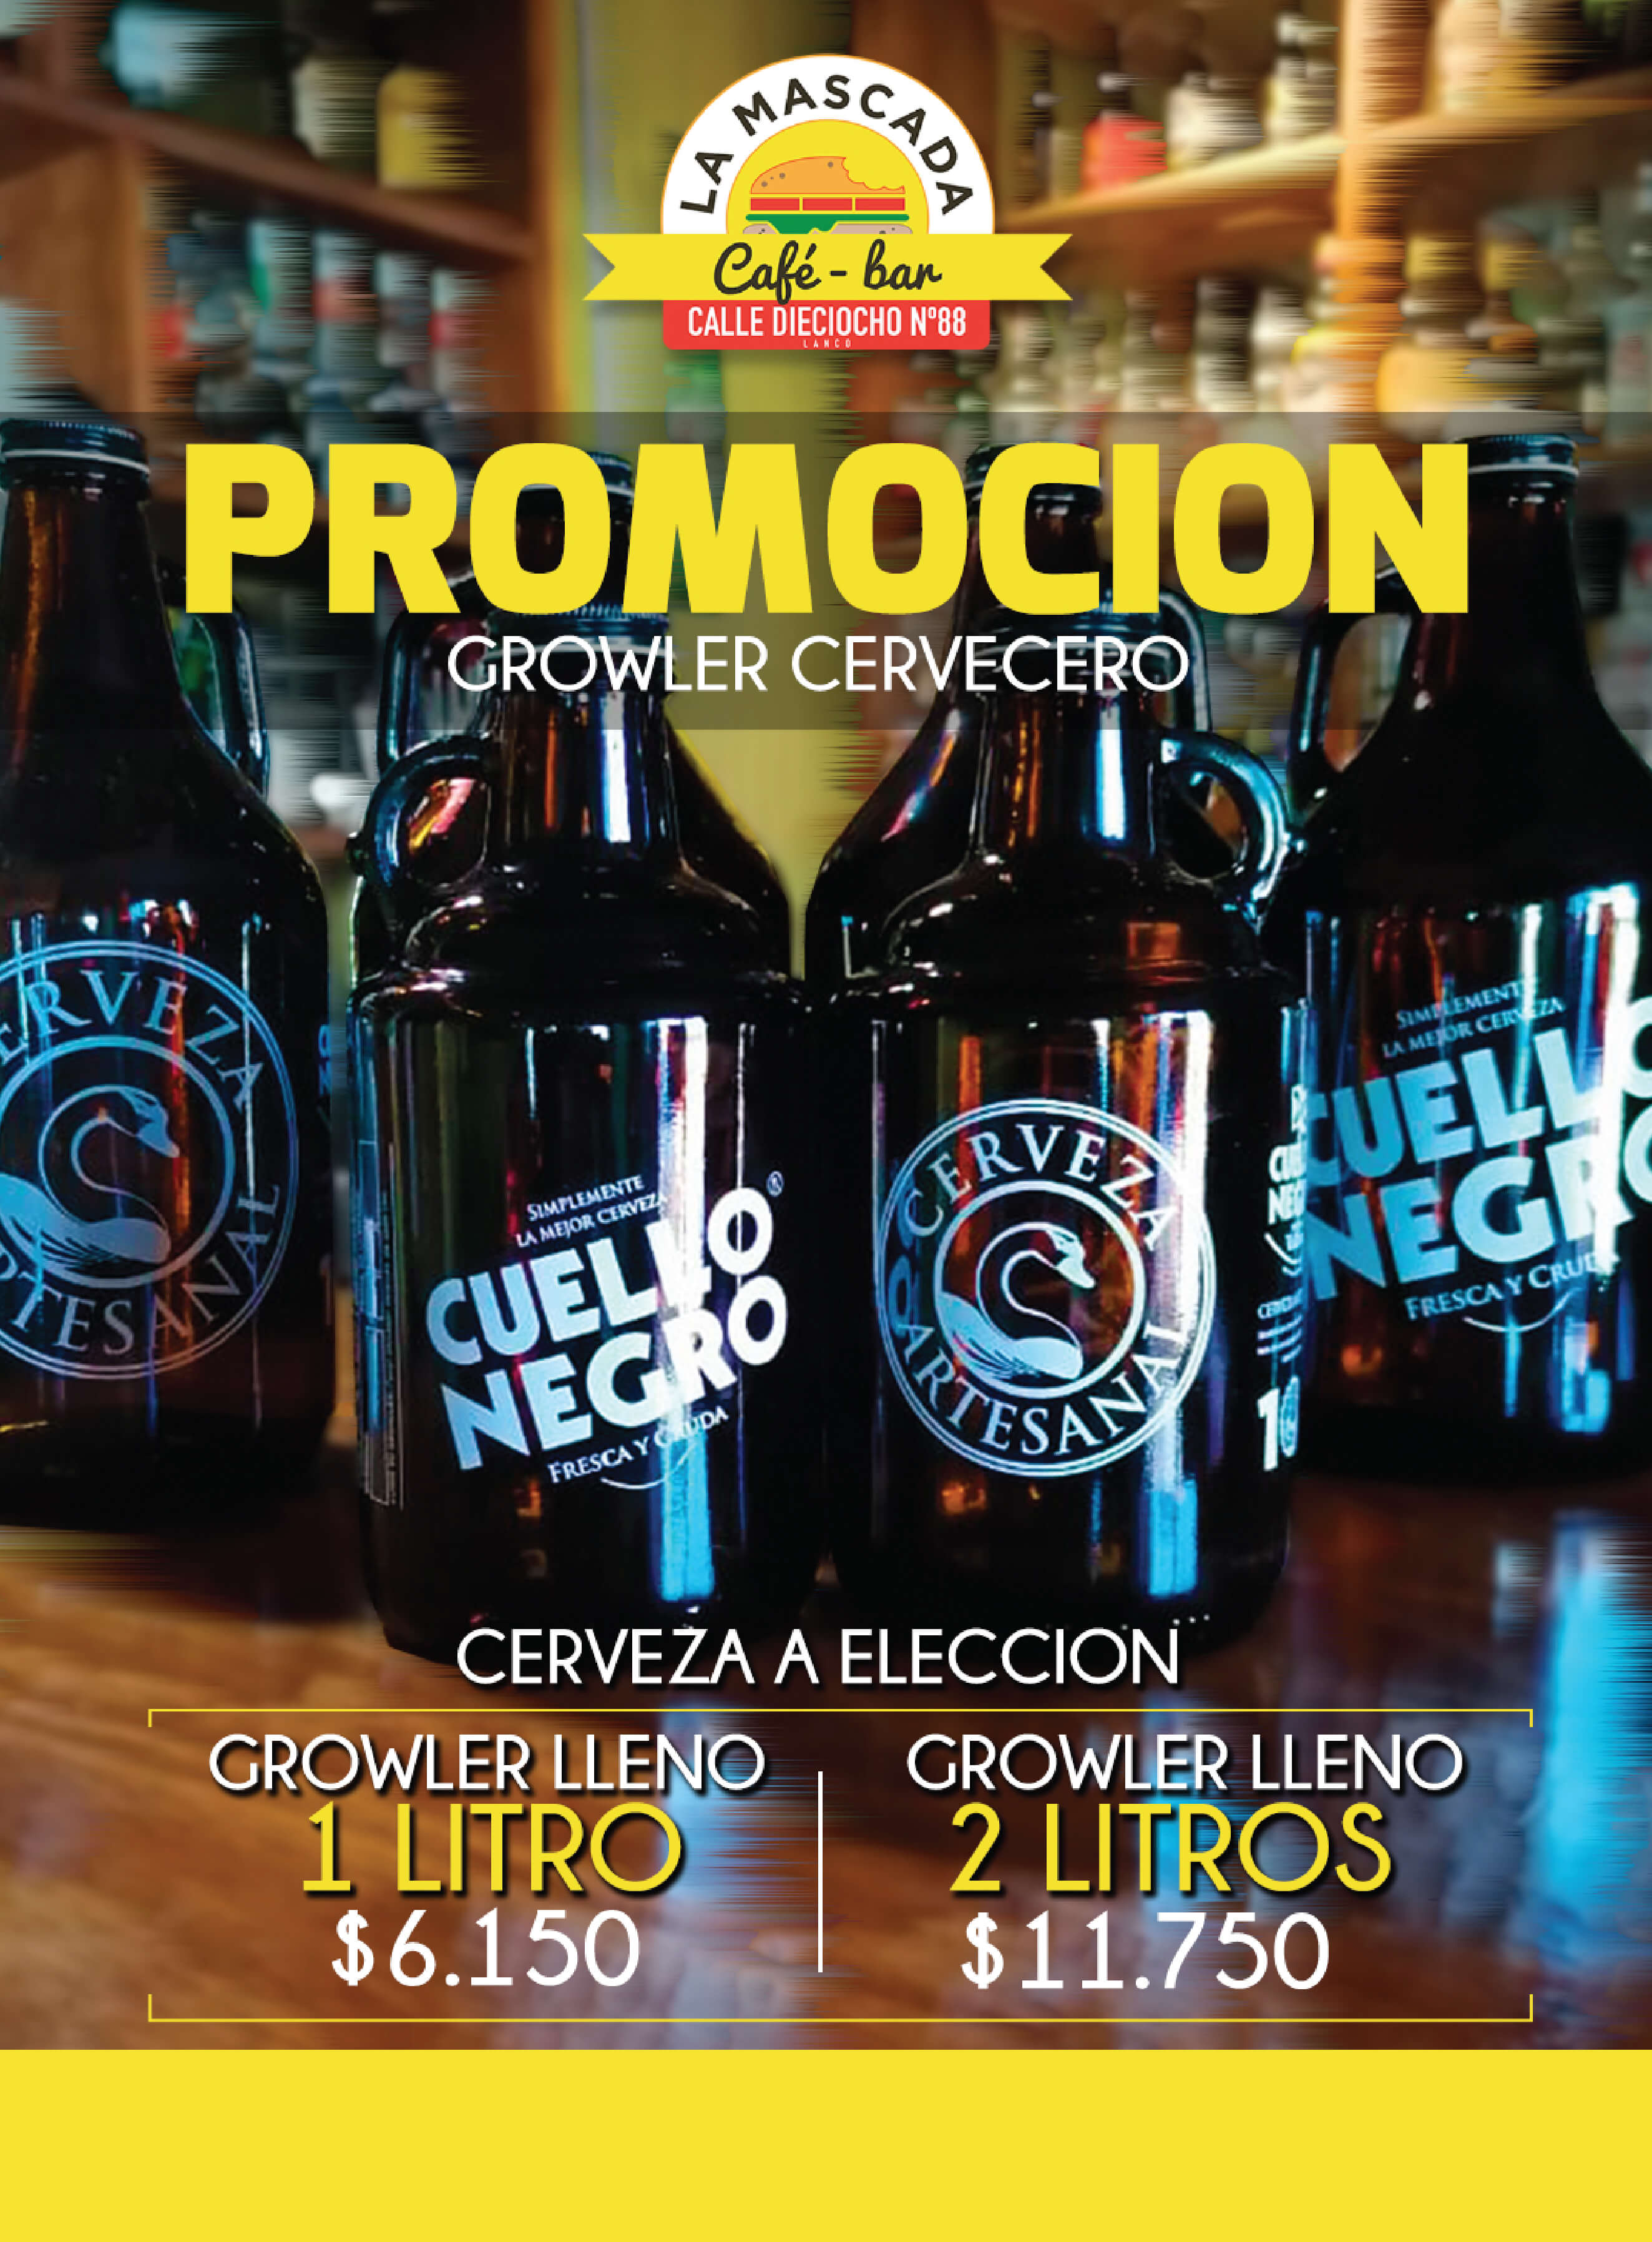 LA MASCADA
Café - bar
CALLE DIECIOCHO N°88
LANCO
PROMOCION
GROWLER CERVECERO
CERVEZA
ARTESANAL
SIMPLEMENTE
LA MEJOR CERVEZA
CUELLO®
NEGRO
FRESCA Y CRUDA
CERVEZA
ARTESANAL
SIMPLEMENTE
LA MEJOR CERVEZA
CUELLO
NEGRO
FRESCA Y CRUDA
CERVEZA A ELECCION
GROWLER LLENO
1 LITRO
$6.150
GROWLER LLENO
2 LITROS
$11.750